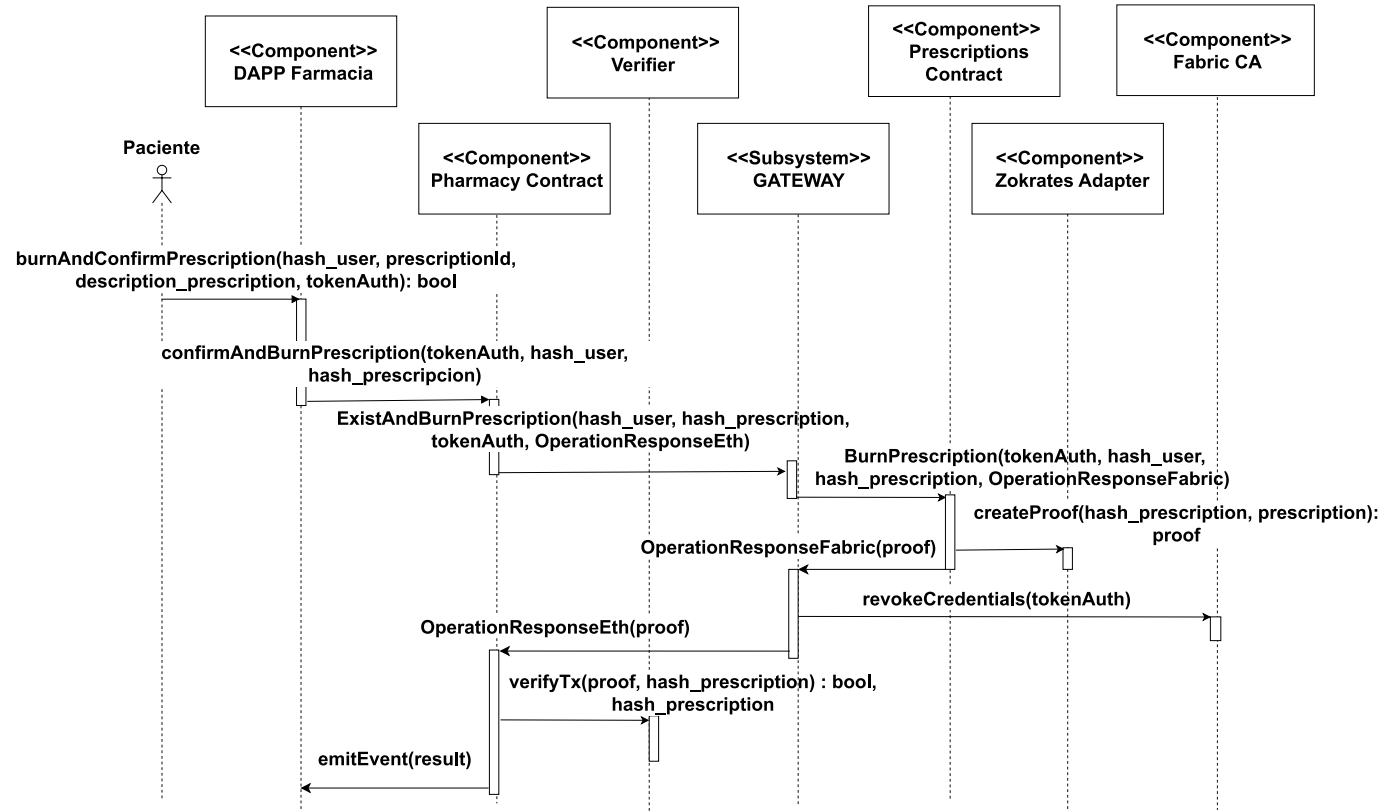 <<Component>>
DAPP Farmacia
<<Component>>
Verifier
<<Component>>
Prescriptions
Contract
<<Component>>
Fabric CA
Paciente
<<Component>>
Pharmacy Contract
<<Subsystem>>
GATEWAY
<<Component>>
Zokrates Adapter
burnAndConfirmPrescription(hash_user, prescriptionId,
description_prescription, tokenAuth): bool
confirmAndBurnPrescription(tokenAuth, hash_user,
hash_prescripcion)
ExistAndBurnPrescription(hash_user, hash_prescription,
tokenAuth, OperationResponseEth)
BurnPrescription(tokenAuth, hash_user,
hash_prescription, OperationResponseFabric)
createProof(hash_prescription, prescription):
proof
OperationResponseFabric(proof)
revokeCredentials(tokenAuth)
OperationResponseEth(proof)
verifyTx(proof, hash_prescription) : bool,
hash_prescription
emitEvent(result)